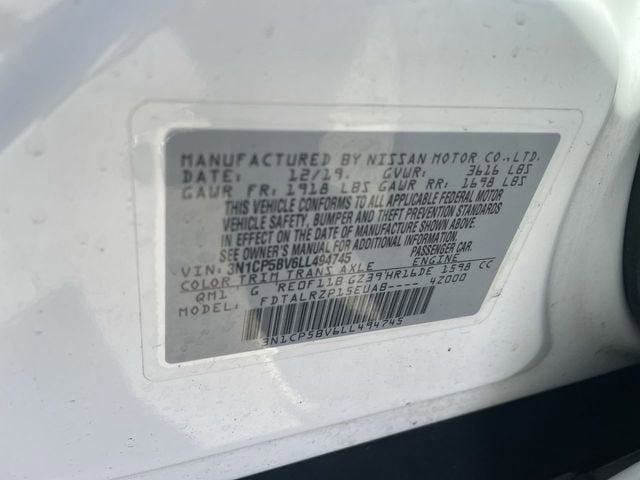 MANUFACTURED BY NISSAN MOTOR CO.,LTD.
DATE: 12/19. GVWR: 3616 LBS
GAWR FR: 1918 LBS GAWR RR: 1698 LBS
THIS VEHICLE CONFORMS TO ALL APPLICABLE FEDERAL MOTOR
VEHICLE SAFETY, BUMPER AND THEFT PREVENTION STANDARDS
IN EFFECT ON THE DATE OF MANUFACTURE SHOWN ABOVE.
SEE OWNER'S MANUAL FOR ADDITIONAL INFORMATION.
VIN: 3N1CP5BV6LL494745 PASSENGER CAR.
COLOR TRIM TRANS AXLE ENGINE
QM1 G RE0F11B GZ39 HR16DE 1598 CC
MODEL: FDTALRZP15EUAB---- 42000
3N1CP5BV6LL494745